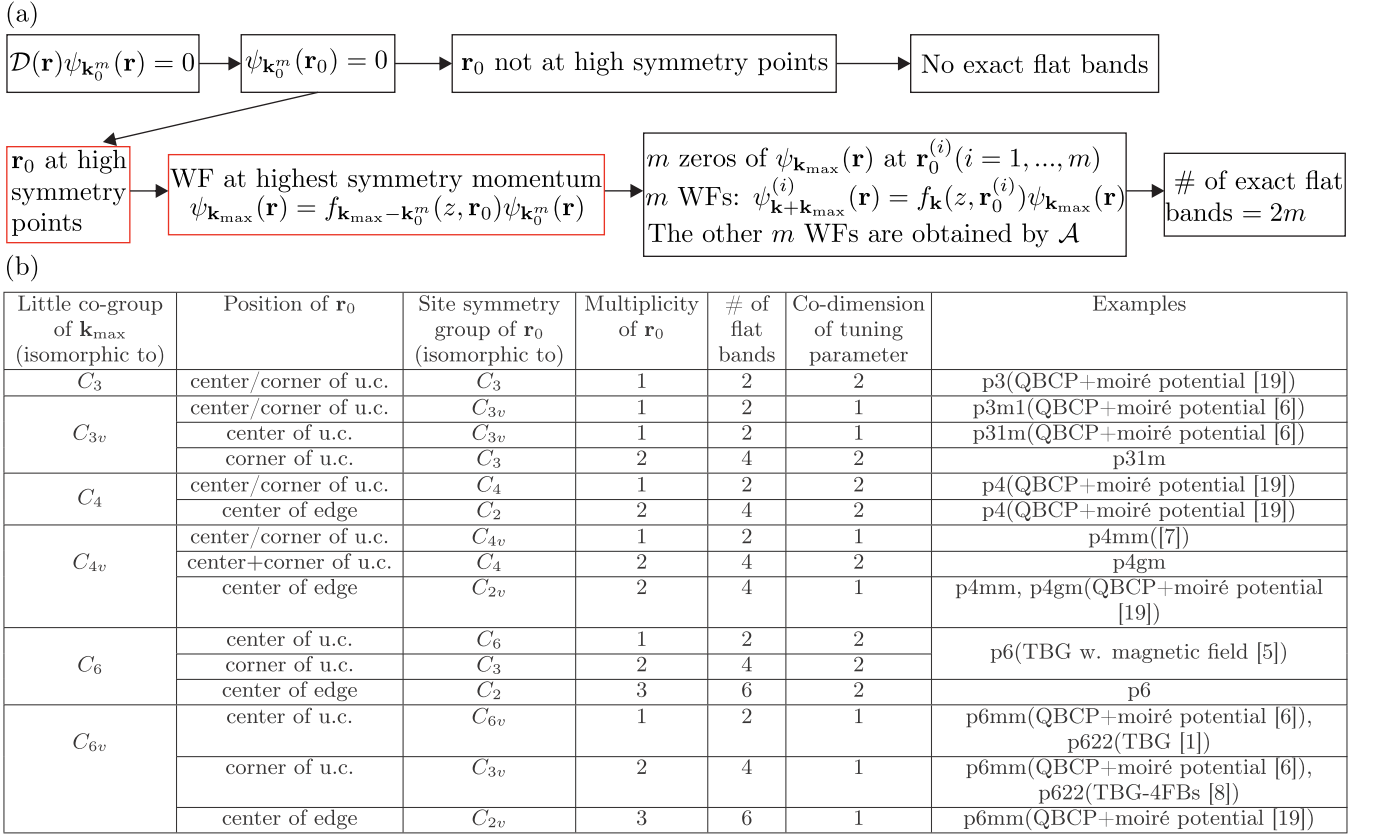 (a)
𝒟(𝐫)ψ_{𝐤_0^m}(𝐫) = 0
ψ_{𝐤_0^m}(𝐫_0) = 0
𝐫_0 not at high symmetry points
No exact flat bands
𝐫_0 at high
symmetry
points
WF at highest symmetry momentum
ψ_{𝐤_max}(𝐫) = f_{𝐤_max−𝐤_0^m}(z, 𝐫_0)ψ_{𝐤_0^m}(𝐫)
m zeros of ψ_{𝐤_max}(𝐫) at 𝐫_0^{(i)}(i = 1, ..., m)
m WFs: ψ_{𝐤+𝐤_max}^{(i)}(𝐫) = f_𝐤(z, 𝐫_0^{(i)})ψ_{𝐤_max}(𝐫)
The other m WFs are obtained by 𝒜
# of exact flat
bands = 2m
(b)
Little co-group of 𝐤_max (isomorphic to) | Position of 𝐫_0 | Site symmetry group of 𝐫_0 (isomorphic to) | Multiplicity of 𝐫_0 | # of flat bands | Co-dimension of tuning parameter | Examples
C_3 | center/corner of u.c. | C_3 | 1 | 2 | 2 | p3(QBCP+moiré potential [19])
C_{3v} | center/corner of u.c. | C_{3v} | 1 | 2 | 1 | p3m1(QBCP+moiré potential [6])
center of u.c. | C_{3v} | 1 | 2 | 1 | p31m(QBCP+moiré potential [6])
corner of u.c. | C_3 | 2 | 4 | 2 | p31m
C_4 | center/corner of u.c. | C_4 | 1 | 2 | 2 | p4(QBCP+moiré potential [19])
center of edge | C_2 | 2 | 4 | 2 | p4(QBCP+moiré potential [19])
C_{4v} | center/corner of u.c. | C_{4v} | 1 | 2 | 1 | p4mm([7])
center+corner of u.c. | C_4 | 2 | 4 | 2 | p4gm
center of edge | C_{2v} | 2 | 4 | 1 | p4mm, p4gm(QBCP+moiré potential [19])
C_6 | center of u.c. | C_6 | 1 | 2 | 2 | p6(TBG w. magnetic field [5])
corner of u.c. | C_3 | 2 | 4 | 2
center of edge | C_2 | 3 | 6 | 2 | p6
C_{6v} | center of u.c. | C_{6v} | 1 | 2 | 1 | p6mm(QBCP+moiré potential [6]), p622(TBG [1])
corner of u.c. | C_{3v} | 2 | 4 | 1 | p6mm(QBCP+moiré potential [6]), p622(TBG-4FBs [8])
center of edge | C_{2v} | 3 | 6 | 1 | p6mm(QBCP+moiré potential [19])